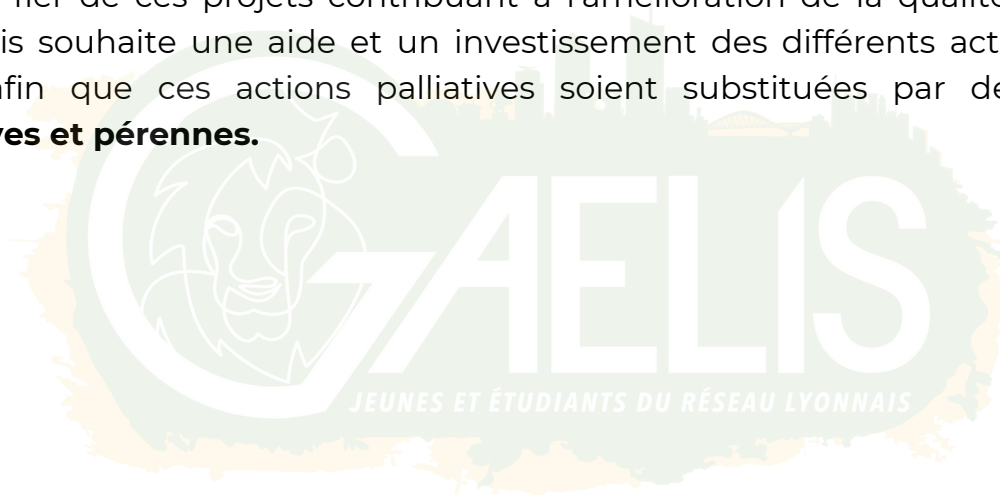 fier de ces projets contribuant à l'amélioration de la qualité
is souhaite une aide et un investissement des différents act
afin que ces actions palliatives soient substituées par de
ves et pérennes.
GAELIS
JEUNES ET ÉTUDIANTS DU RÉSEAU LYONNAIS